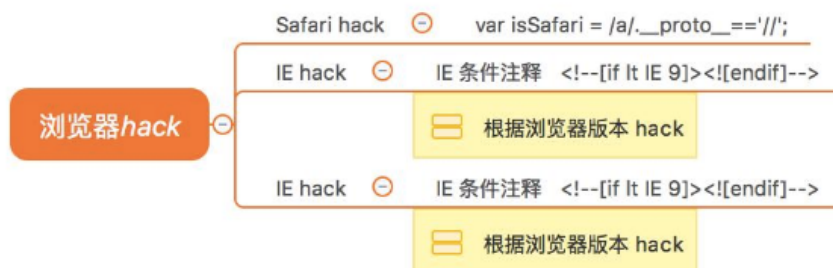 Safari hack var isSafari = /a/.__proto__=='//';
IE hack IE 条件注释 <!--[if lt IE 9]><![endif]-->
浏览器hack
根据浏览器版本 hack
IE hack IE 条件注释 <!--[if lt IE 9]><![endif]-->
根据浏览器版本 hack